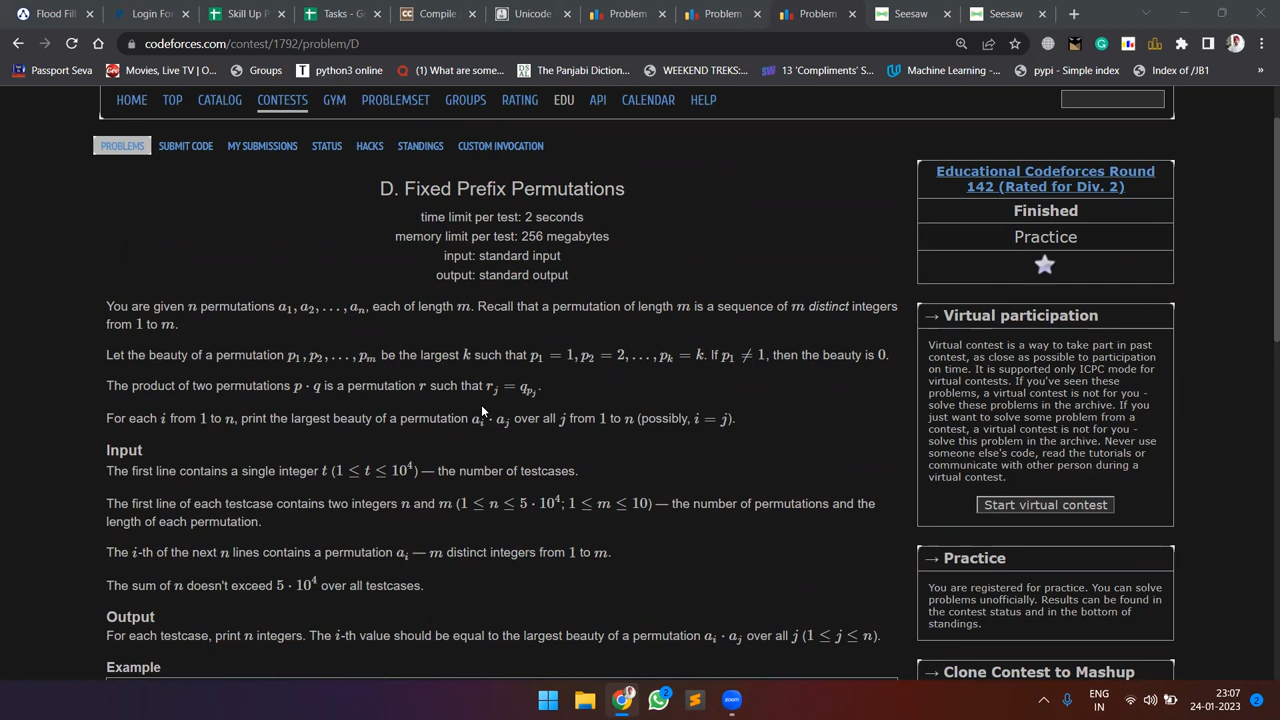 Flood Fill
Login For
Skill Up P
Tasks - Go
Compile
Unicode
Problem
Problem
Problem
Seesaw
Seesaw
codeforces.com/contest/1792/problem/D
Passport Seva
Movies, Live TV | O...
Groups
python3 online
(1) What are some...
The Panjabi Diction...
WEEKEND TREKS:...
13 ‘Compliments’ S...
Machine Learning -...
pypi - Simple index
Index of /JB1
»
HOME TOP CATALOG CONTESTS GYM PROBLEMSET GROUPS RATING EDU API CALENDAR HELP
PROBLEMS SUBMIT CODE MY SUBMISSIONS STATUS HACKS STANDINGS CUSTOM INVOCATION
D. Fixed Prefix Permutations
time limit per test: 2 seconds
memory limit per test: 256 megabytes
input: standard input
output: standard output
You are given n permutations a₁, a₂, . . . , aₙ, each of length m. Recall that a permutation of length m is a sequence of m distinct integers
from 1 to m.
Let the beauty of a permutation p₁, p₂, . . . , pₘ be the largest k such that p₁ = 1, p₂ = 2, . . . , pₖ = k. If p₁ ≠ 1, then the beauty is 0.
The product of two permutations p · q is a permutation r such that r_j = q_{p_j}.
For each i from 1 to n, print the largest beauty of a permutation a_i · a_j over all j from 1 to n (possibly, i = j).
Input
The first line contains a single integer t (1 ≤ t ≤ 10⁴) — the number of testcases.
The first line of each testcase contains two integers n and m (1 ≤ n ≤ 5 · 10⁴; 1 ≤ m ≤ 10) — the number of permutations and the
length of each permutation.
The i-th of the next n lines contains a permutation a_i — m distinct integers from 1 to m.
The sum of n doesn't exceed 5 · 10⁴ over all testcases.
Output
For each testcase, print n integers. The i-th value should be equal to the largest beauty of a permutation a_i · a_j over all j (1 ≤ j ≤ n).
Example
Educational Codeforces Round
142 (Rated for Div. 2)
Finished
Practice
→ Virtual participation
Virtual contest is a way to take part in past
contest, as close as possible to participation
on time. It is supported only ICPC mode for
virtual contests. If you've seen these
problems, a virtual contest is not for you -
solve these problems in the archive. If you
just want to solve some problem from a
contest, a virtual contest is not for you -
solve this problem in the archive. Never use
someone else's code, read the tutorials or
communicate with other person during a
virtual contest.
Start virtual contest
→ Practice
You are registered for practice. You can solve
problems unofficially. Results can be found in
the contest status and in the bottom of
standings.
→ Clone Contest to Mashup
zoom
2
ENG
IN
23:07
24-01-2023
2